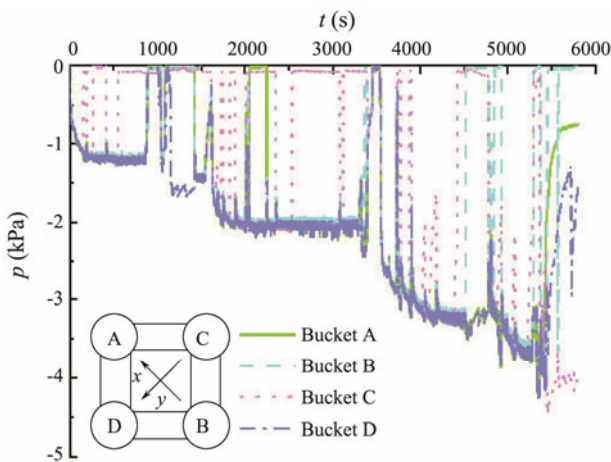 t (s)
0 1000 2000 3000 4000 5000 6000
0
-1
-2
-3
-4
-5
p (kPa)
A C
x
y
D B
Bucket A
Bucket B
Bucket C
Bucket D